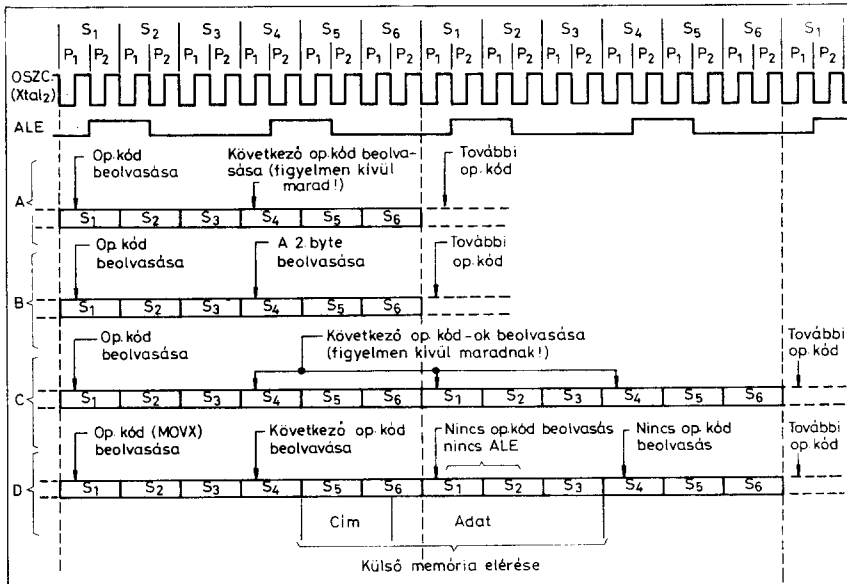 S₁ S₂ S₃ S₄ S₅ S₆ S₁ S₂ S₃ S₄ S₅ S₆ S₁
P₁ P₂ P₁ P₂ P₁ P₂ P₁ P₂ P₁ P₂ P₁ P₂ P₁ P₂ P₁ P₂ P₁ P₂ P₁ P₂ P₁ P₂ P₁ P₂ P₁ P₂
OSZC.
(Xtal₂)
ALE
A
Op. kód
beolvasása
Következő op. kód beolva-
sása (figyelmen kívül
marad!)
További
op. kód
S₁ S₂ S₃ S₄ S₅ S₆
B
Op. kód
beolvasása
A 2. byte
beolvasása
További
op. kód
S₁ S₂ S₃ S₄ S₅ S₆
C
Op. kód
beolvasása
Következő op. kód-ok beolvasása
(figyelmen kívül maradnak!)
További
op. kód
S₁ S₂ S₃ S₄ S₅ S₆ S₁ S₂ S₃ S₄ S₅ S₆
D
Op. kód (MOVX)
beolvasása
Következő op. kód
beolvavása
Nincs op. kód beolvasás
nincs ALE
Nincs op. kód
beolvasás
További
op. kód
S₁ S₂ S₃ S₄ S₅ S₆ S₁ S₂ S₃ S₄ S₅ S₆
Cím Adat
Külső memória elérése